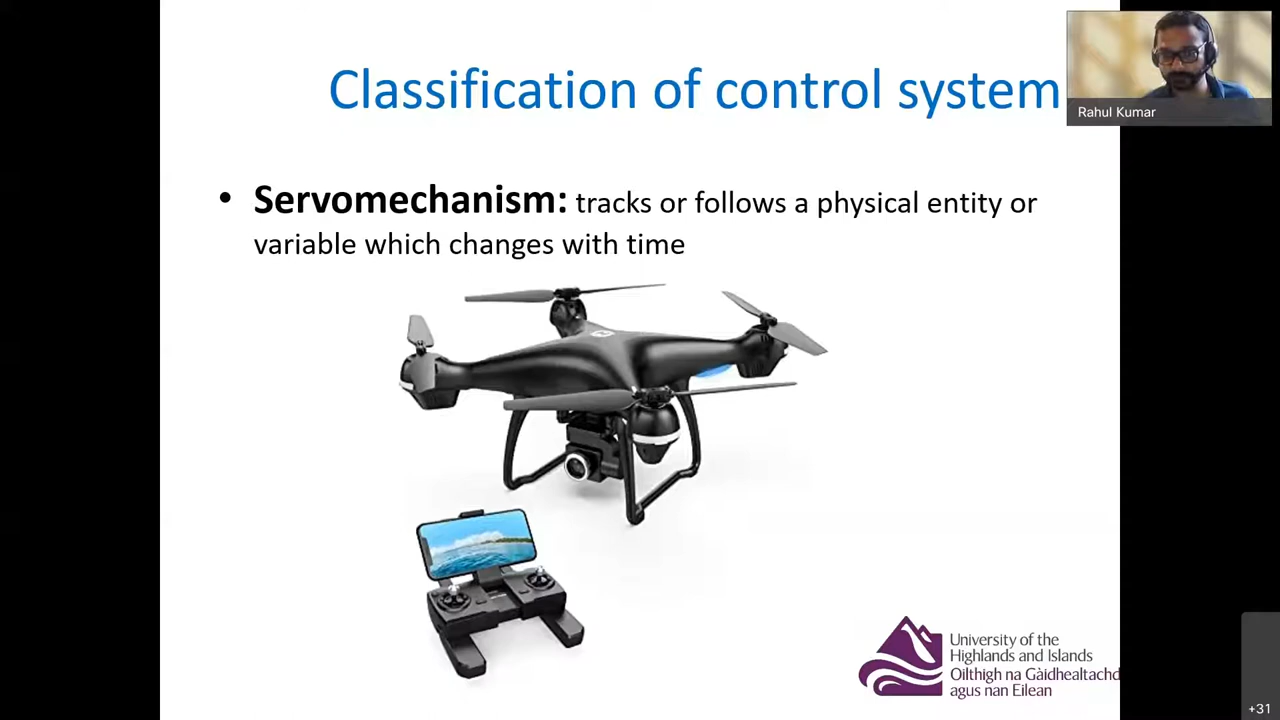 Classification of control system
Rahul Kumar
• Servomechanism: tracks or follows a physical entity or
variable which changes with time
University of the
Highlands and Islands
Oilthigh na Gàidhealtachd
agus nan Eilean
+31